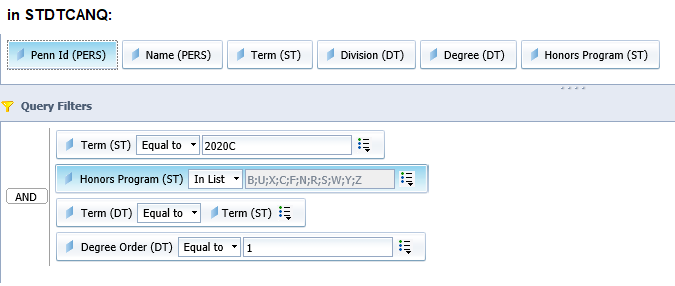 in STDTCANQ:
Penn Id (PERS) Name (PERS) Term (ST) Division (DT) Degree (DT) Honors Program (ST)
Query Filters
Term (ST) Equal to 2020C
Honors Program (ST) In List B;U;X;C;F;N;R;S;W;Y;Z
AND
Term (DT) Equal to Term (ST)
Degree Order (DT) Equal to 1